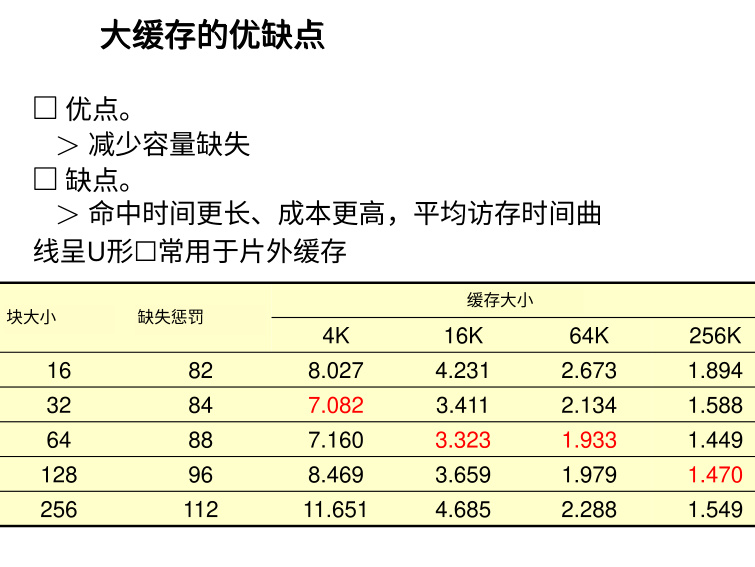 大缓存的优缺点
□ 优点。
＞ 减少容量缺失
□ 缺点。
＞ 命中时间更长、成本更高，平均访存时间曲
线呈U形□常用于片外缓存
块大小 缺失惩罚 缓存大小
4K 16K 64K 256K
16 82 8.027 4.231 2.673 1.894
32 84 7.082 3.411 2.134 1.588
64 88 7.160 3.323 1.933 1.449
128 96 8.469 3.659 1.979 1.470
256 112 11.651 4.685 2.288 1.549